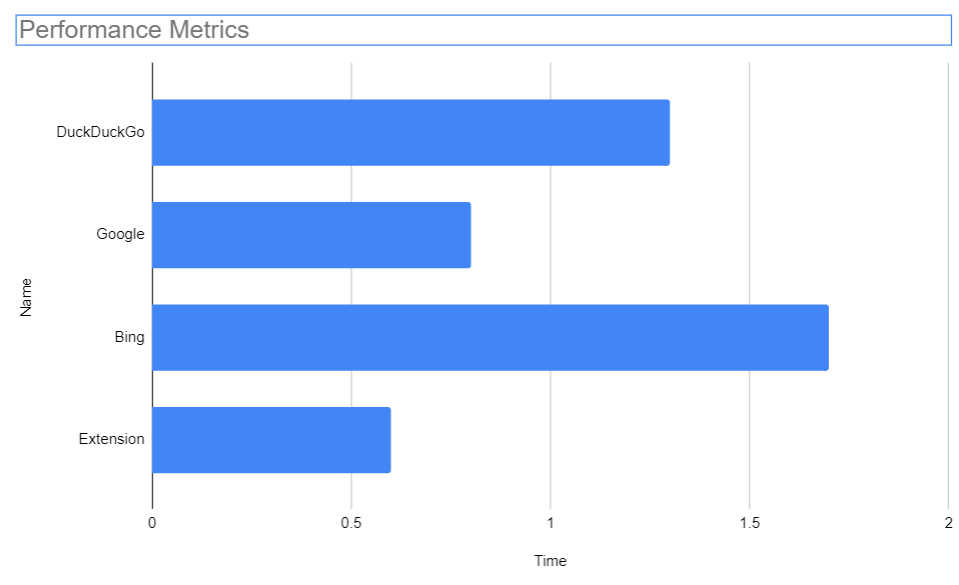 Performance Metrics
DuckDuckGo
Google
Bing
Extension
Name
0 0.5 1 1.5 2
Time